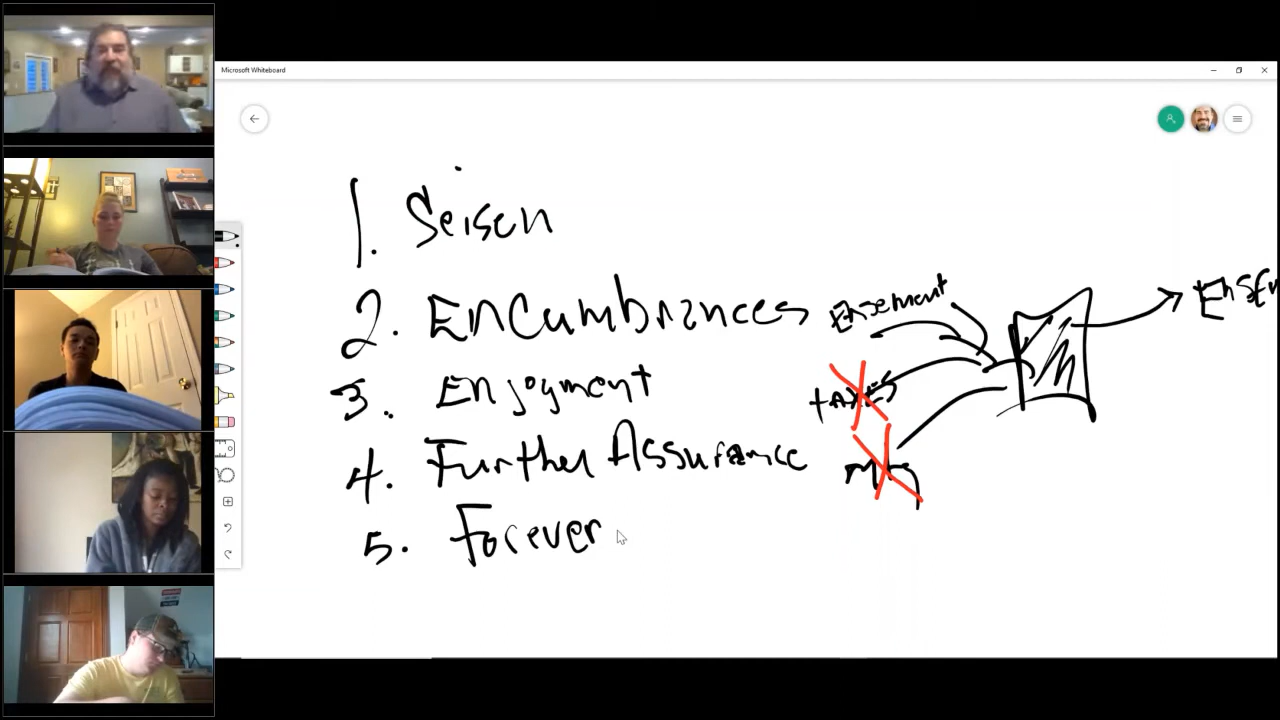 Microsoft Whiteboard
1. Seisen
2. Encumbrances
Easement
3. Enjoyment
taxes
4. Further Assurance
mtg
5. Forever